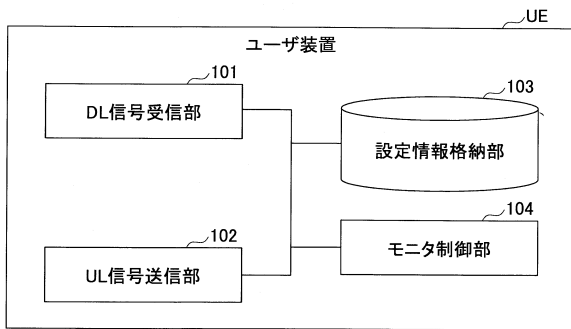 UE
ユーザ装置
101
DL信号受信部
103
設定情報格納部
102
UL信号送信部
104
モニタ制御部